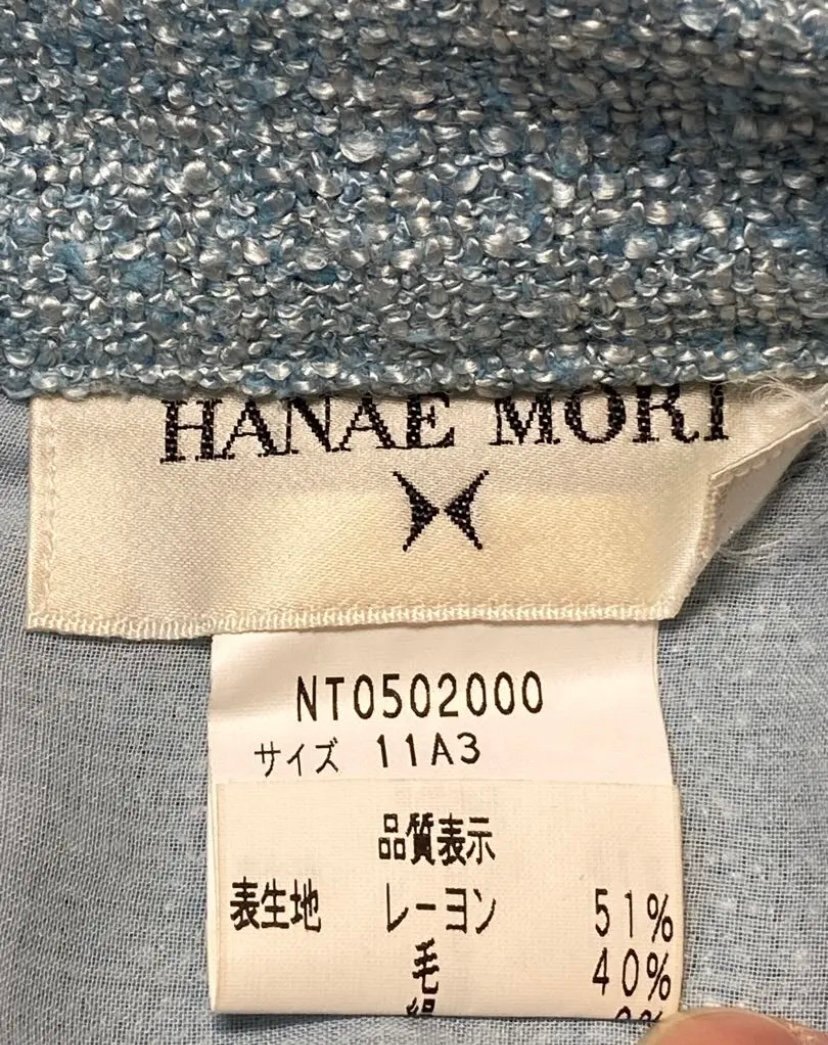 HANAE MORI
NT0502000
サイズ 11A3
品質表示
表生地 レーヨン 51%
毛 40%